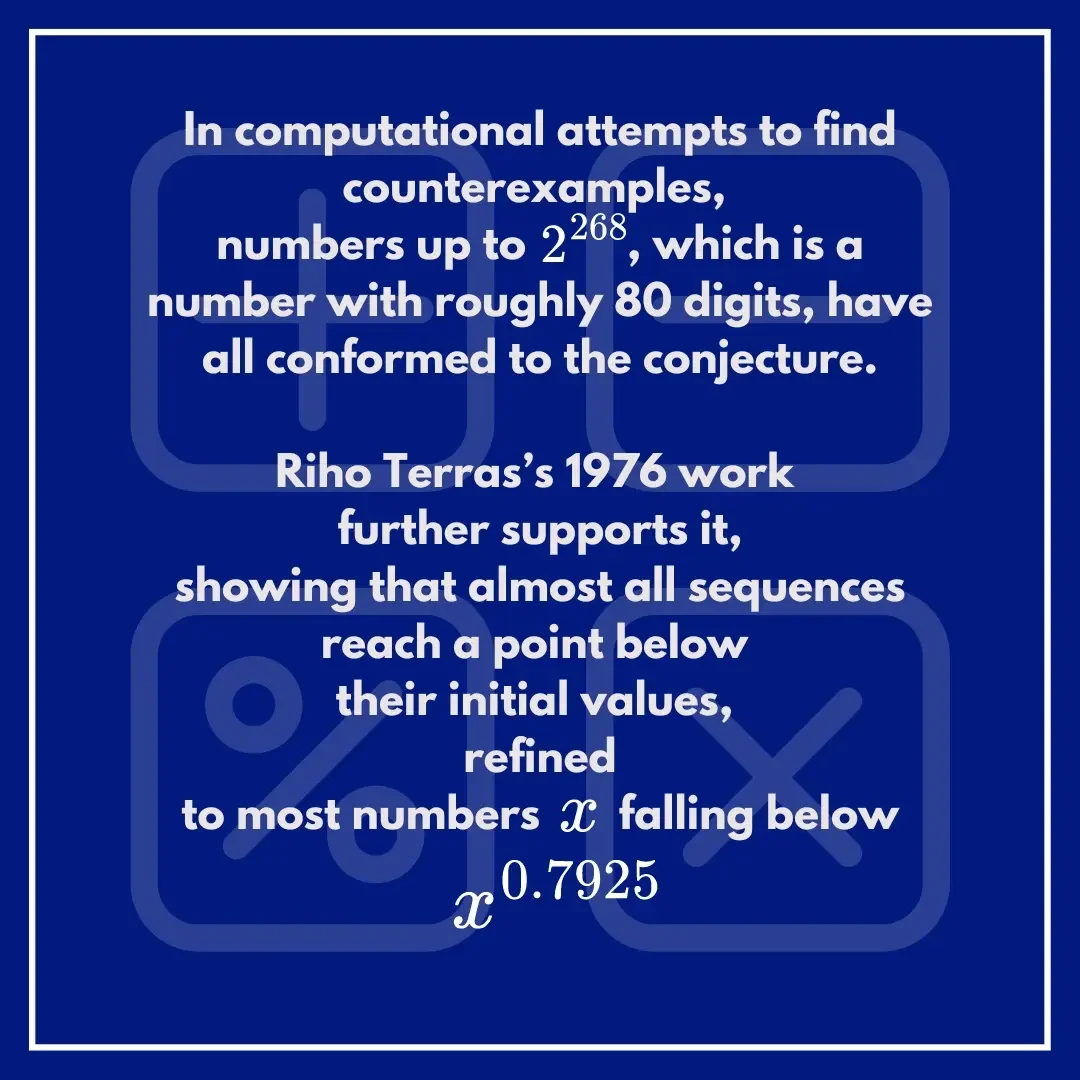 In computational attempts to find
counterexamples,
numbers up to 2^268, which is a
number with roughly 80 digits, have
all conformed to the conjecture.
Riho Terras’s 1976 work
further supports it,
showing that almost all sequences
reach a point below
their initial values,
refined
to most numbers x falling below
x^0.7925